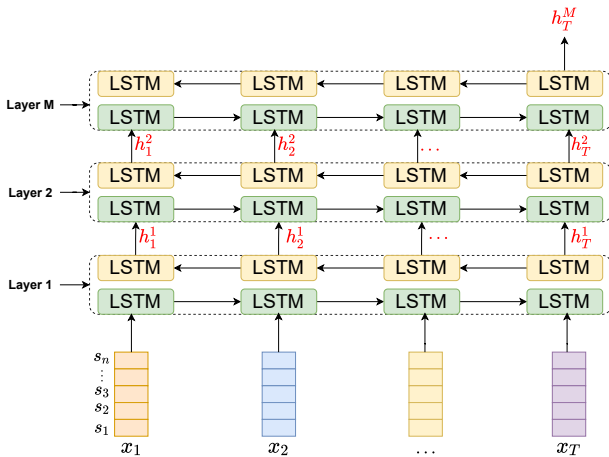 h_T^M
LSTM LSTM LSTM LSTM
Layer M
LSTM LSTM LSTM LSTM
h_1^2 h_2^2 ... h_T^2
LSTM LSTM LSTM LSTM
Layer 2
LSTM LSTM LSTM LSTM
h_1^1 h_2^1 ... h_T^1
LSTM LSTM LSTM LSTM
Layer 1
LSTM LSTM LSTM LSTM
s_n
⋮
s_3
s_2
s_1
x_1 x_2 ... x_T